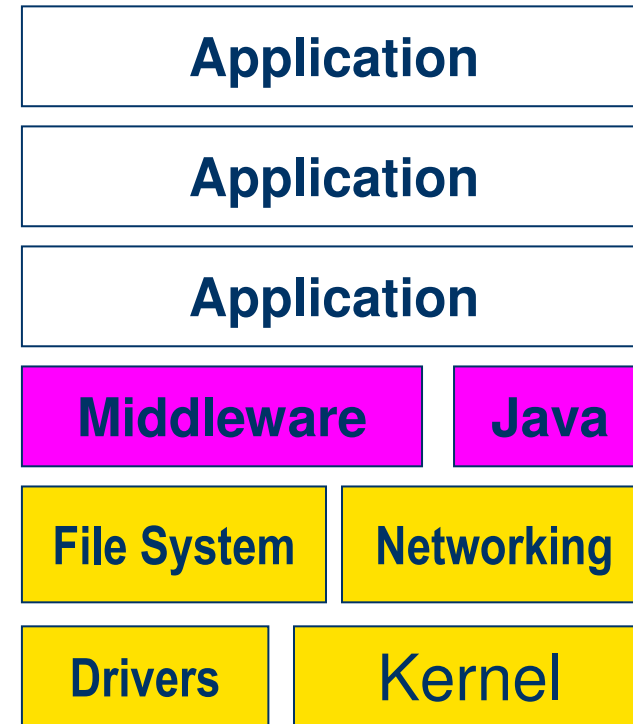 Application
Application
Application
Middleware Java
File System Networking
Drivers Kernel